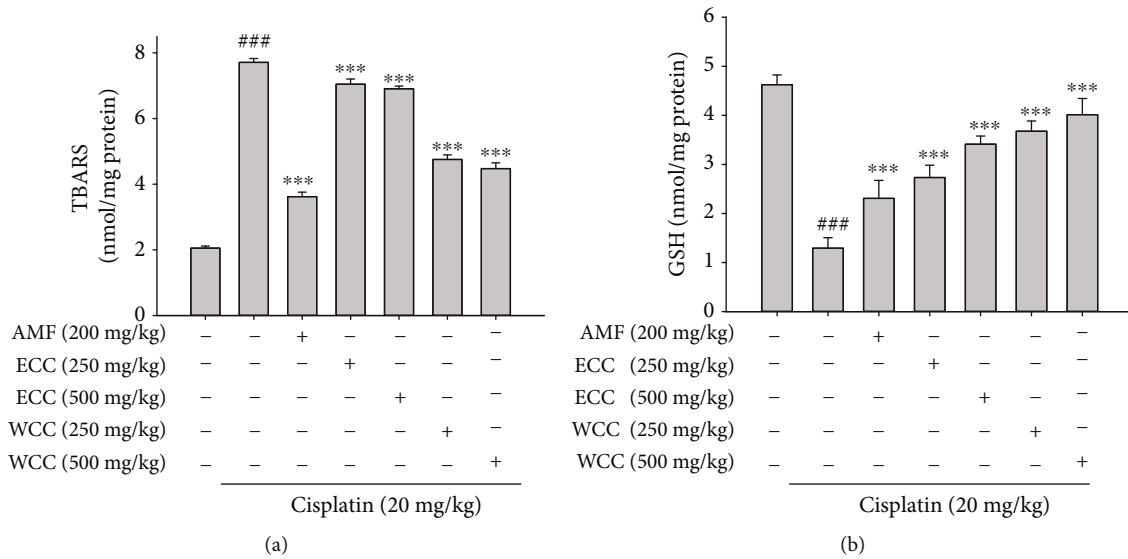 TBARS
(nmol/mg protein)
8
6
4
2
0
###
***
***
***
***
***
AMF (200 mg/kg) – – + – – – –
ECC (250 mg/kg) – – – + – – –
ECC (500 mg/kg) – – – – + – –
WCC (250 mg/kg) – – – – – + –
WCC (500 mg/kg) – – – – – – +
Cisplatin (20 mg/kg)
(a)
GSH (nmol/mg protein)
6
5
4
3
2
1
0
###
***
***
***
***
***
AMF (200 mg/kg) – – + – – – –
ECC (250 mg/kg) – – – + – – –
ECC (500 mg/kg) – – – – + – –
WCC (250 mg/kg) – – – – – + –
WCC (500 mg/kg) – – – – – – +
Cisplatin (20 mg/kg)
(b)